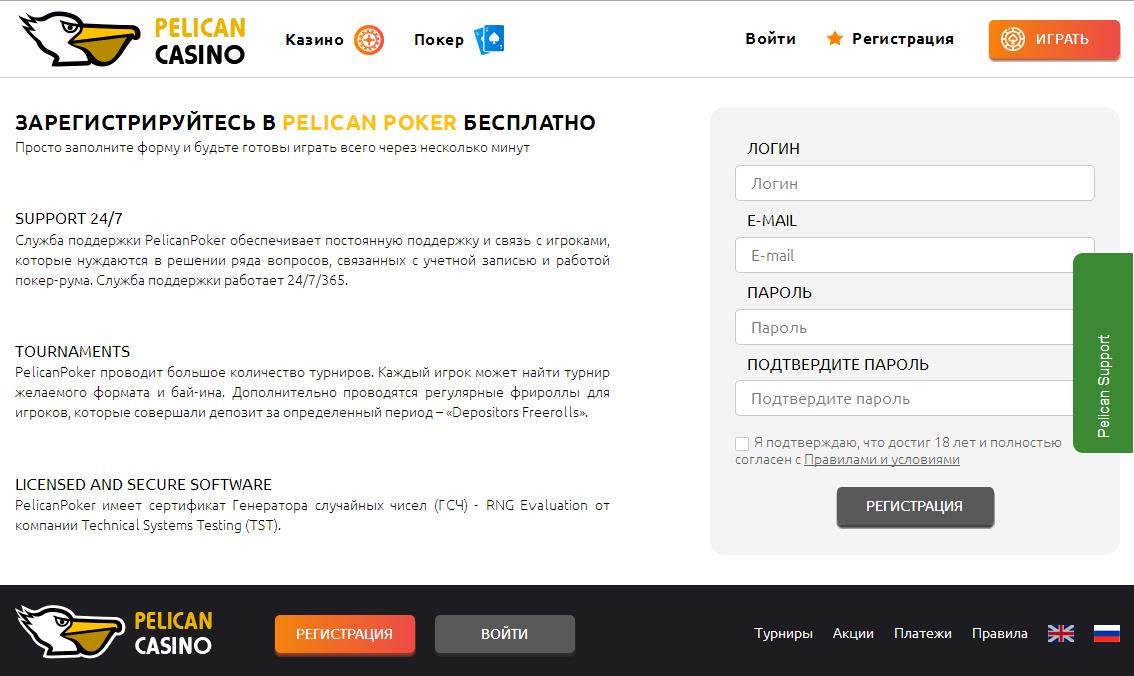 PELICAN
CASINO
Казино
Покер
Войти
Регистрация
ИГРАТЬ
ЗАРЕГИСТРИРУЙТЕСЬ В PELICAN POKER БЕСПЛАТНО
Просто заполните форму и будьте готовы играть всего через несколько минут
SUPPORT 24/7
Служба поддержки PelicanPoker обеспечивает постоянную поддержку и связь с игроками,
которые нуждаются в решении ряда вопросов, связанных с учетной записью и работой
покер-рума. Служба поддержки работает 24/7/365.
TOURNAMENTS
PelicanPoker проводит большое количество турниров. Каждый игрок может найти турнир
желаемого формата и бай-ина. Дополнительно проводятся регулярные фрироллы для
игроков, которые совершали депозит за определенный период – «Depositors Freerolls».
LICENSED AND SECURE SOFTWARE
PelicanPoker имеет сертификат Генератора случайных чисел (ГСЧ) - RNG Evaluation от
компании Technical Systems Testing (TST).
ЛОГИН
Логин
E-MAIL
E-mail
ПАРОЛЬ
Пароль
ПОДТВЕРДИТЕ ПАРОЛЬ
Подтвердите пароль
Я подтверждаю, что достиг 18 лет и полностью
согласен с Правилами и условиями
РЕГИСТРАЦИЯ
Pelican Support
PELICAN
CASINO
РЕГИСТРАЦИЯ
ВОЙТИ
Турниры
Акции
Платежи
Правила